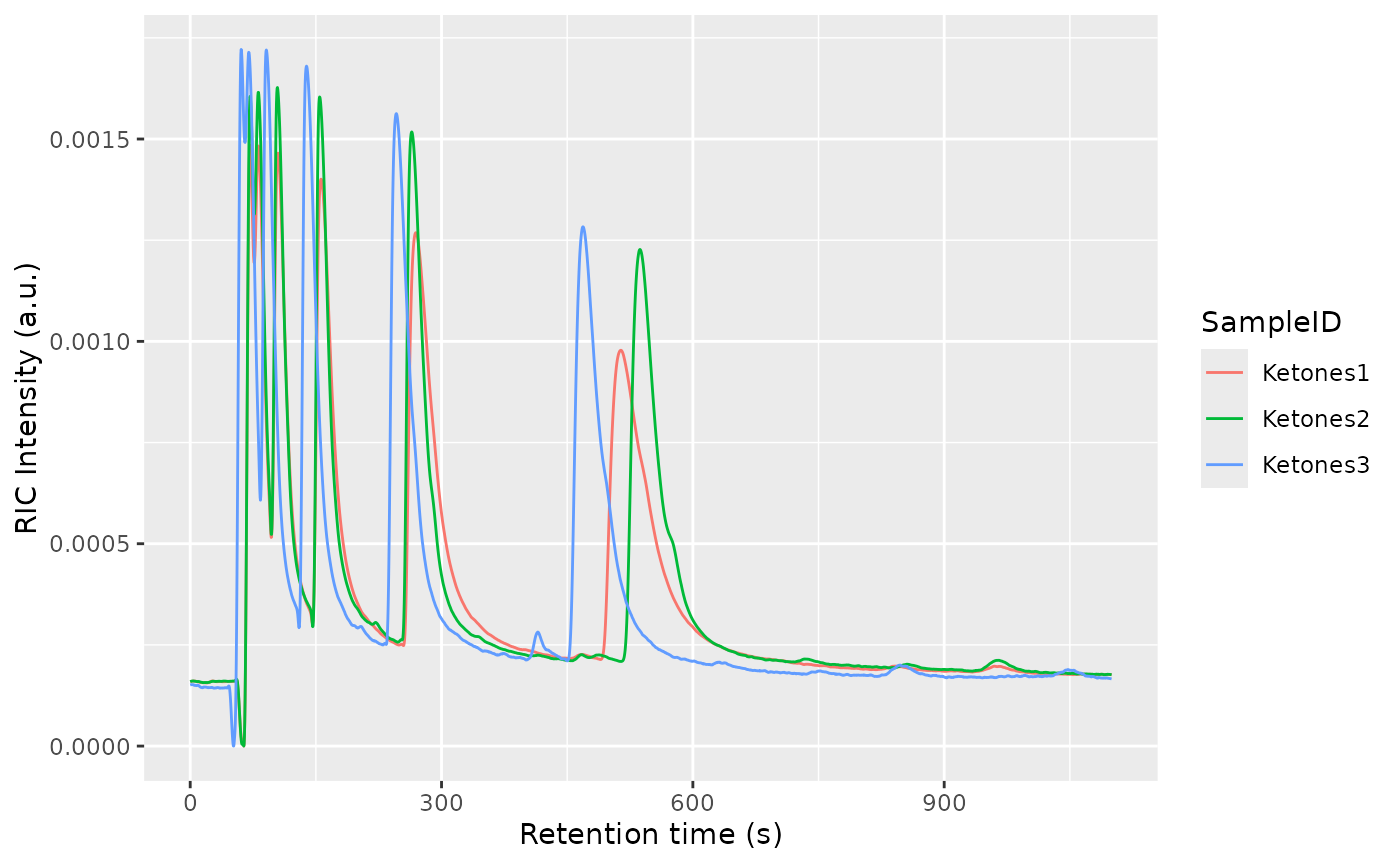 RIC Intensity (a.u.)
0.0015
0.0010
0.0005
0.0000
0
300
600
900
Retention time (s)
SampleID
Ketones1
Ketones2
Ketones3